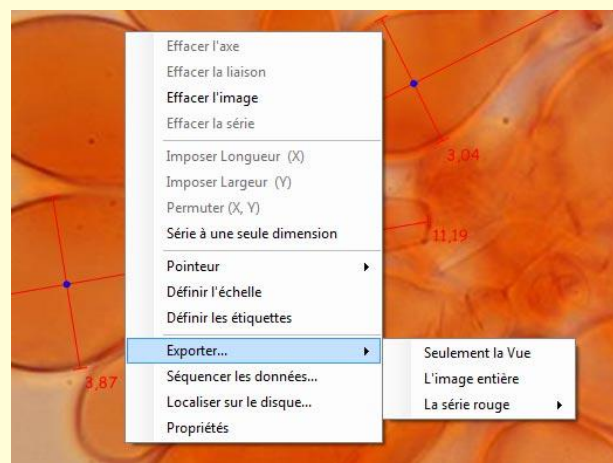 Effacer l'axe
Effacer la liaison
Effacer l'image
Effacer la série
Imposer Longueur (X)
Imposer Largeur (Y)
Permuter (X, Y)
Série à une seule dimension
Pointeur
Définir l'échelle
Définir les étiquettes
Exporter...
Séquencer les données...
Localiser sur le disque...
Propriétés
Seulement la Vue
L'image entière
La série rouge
3,04
11,19
3,87